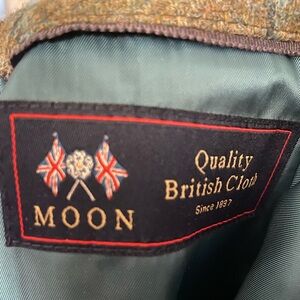 MOON
Quality
British Cloth
Since 1837